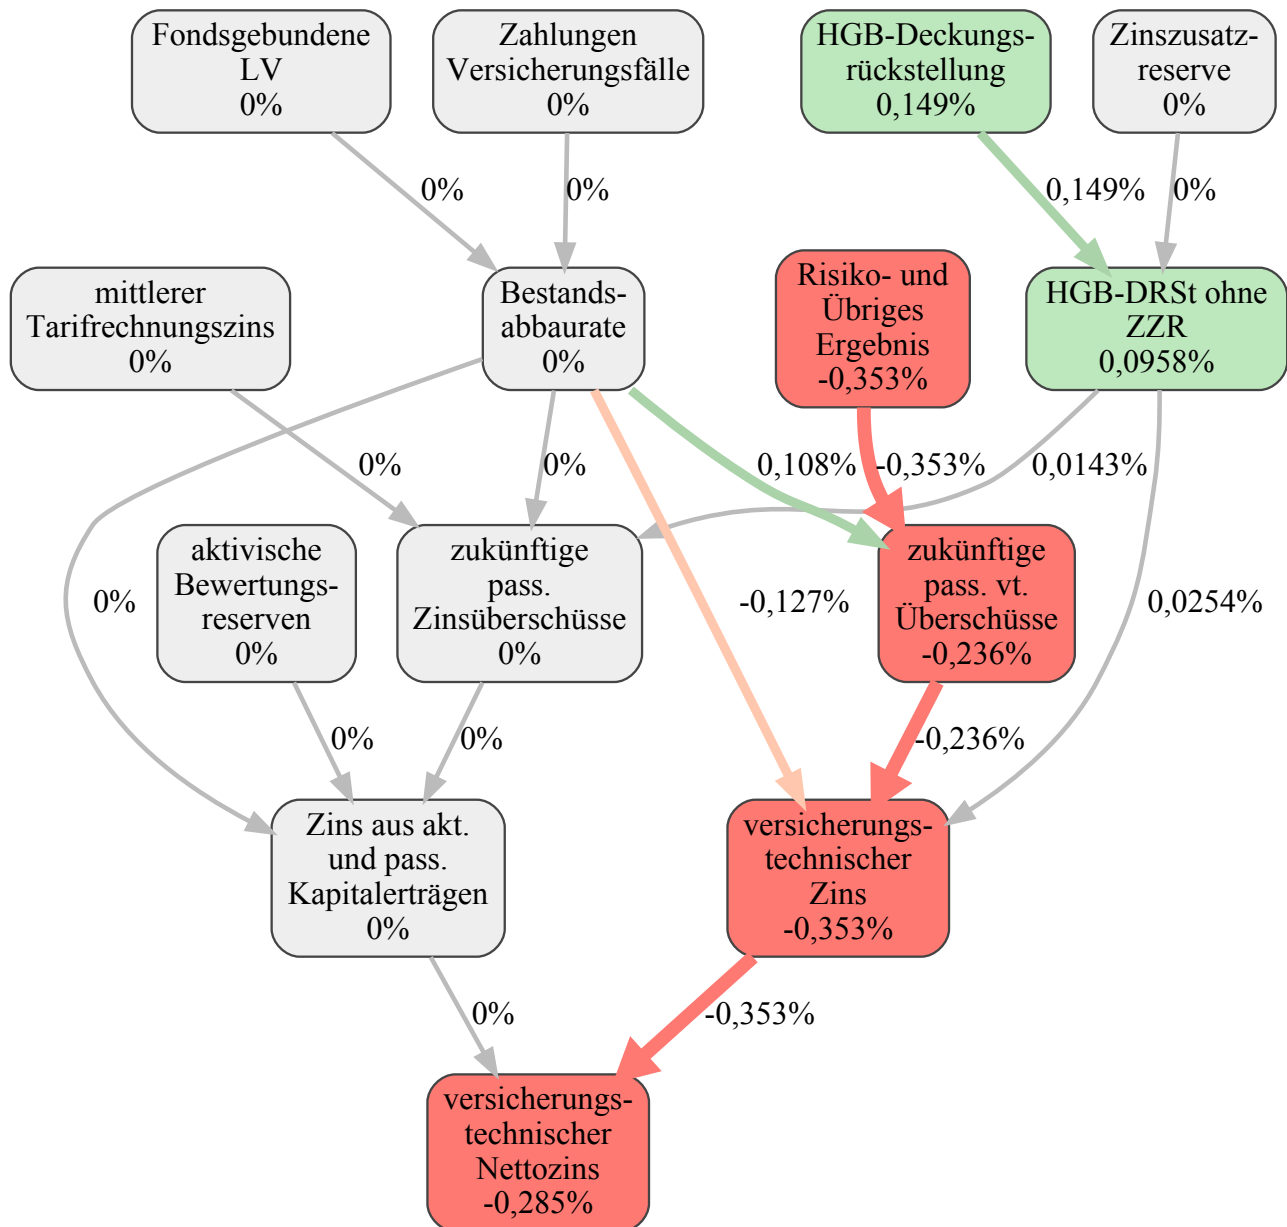 Fondsgebundene
LV
0%
Zahlungen
Versicherungsfälle
0%
HGB-Deckungs-
rückstellung
0,149%
Zinszusatz-
reserve
0%
0%
0%
0,149%
0%
mittlerer
Tarifrechnungszins
0%
Bestands-
abbaurate
0%
Risiko- und
Übriges
Ergebnis
-0,353%
HGB-DRSt ohne
ZZR
0,0958%
0%
0%
0,108%
-0,353%
0,0143%
aktivische
Bewertungs-
reserven
0%
zukünftige
pass.
Zinsüberschüsse
0%
zukünftige
pass. vt.
Überschüsse
-0,236%
0%
-0,127%
0,0254%
0%
0%
-0,236%
Zins aus akt.
und pass.
Kapitalerträgen
0%
versicherungs-
technischer
Zins
-0,353%
0%
-0,353%
versicherungs-
technischer
Nettozins
-0,285%